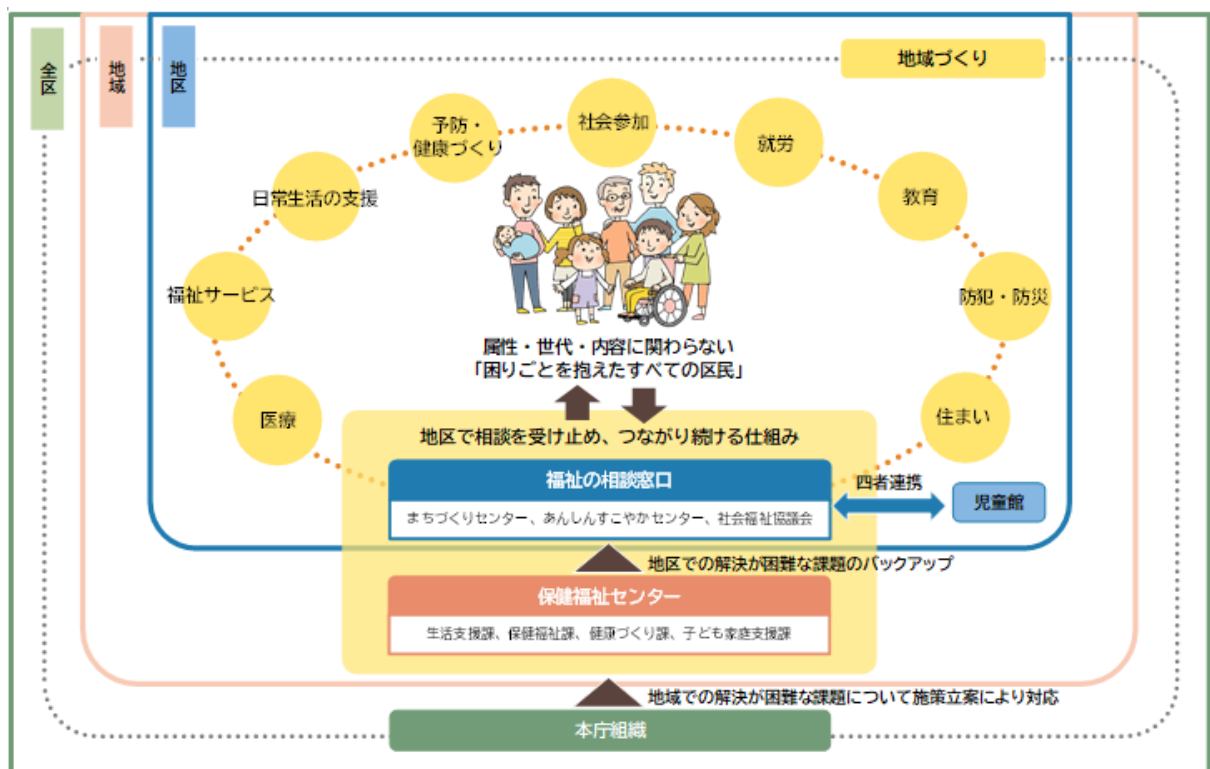 全区
地域
地区
地域づくり
予防・
健康づくり
社会参加
就労
日常生活の支援
教育
福祉サービス
防犯・防災
医療
住まい
属性・世代・内容に関わらない
「困りごとを抱えたすべての区民」
地区で相談を受け止め、つながり続ける仕組み
福祉の相談窓口
まちづくりセンター、あんしんすこやかセンター、社会福祉協議会
四者連携
児童館
地区での解決が困難な課題のバックアップ
保健福祉センター
生活支援課、保健福祉課、健康づくり課、子ども家庭支援課
地域での解決が困難な課題について施策立案により対応
本庁組織